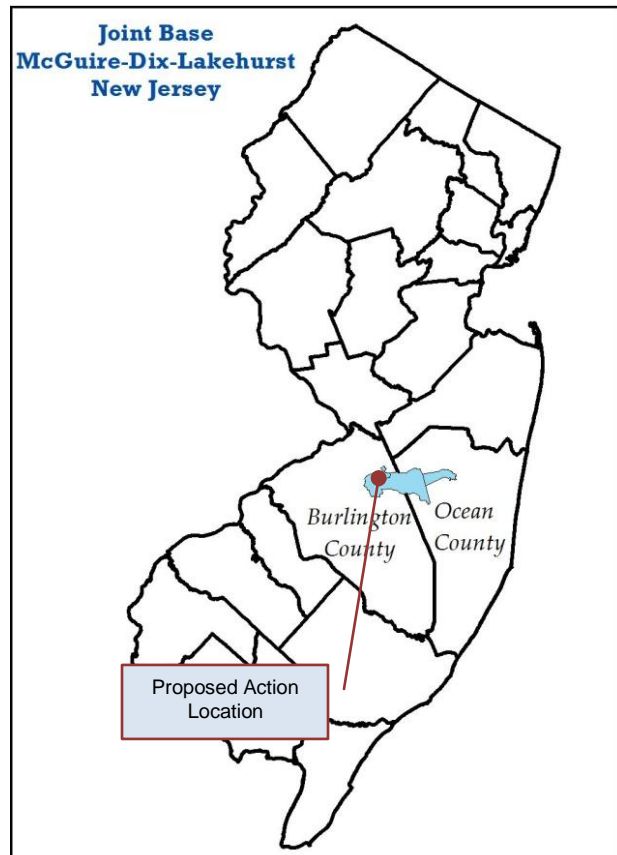 Joint Base
McGuire-Dix-Lakehurst
New Jersey
Burlington
County
Ocean
County
Proposed Action
Location